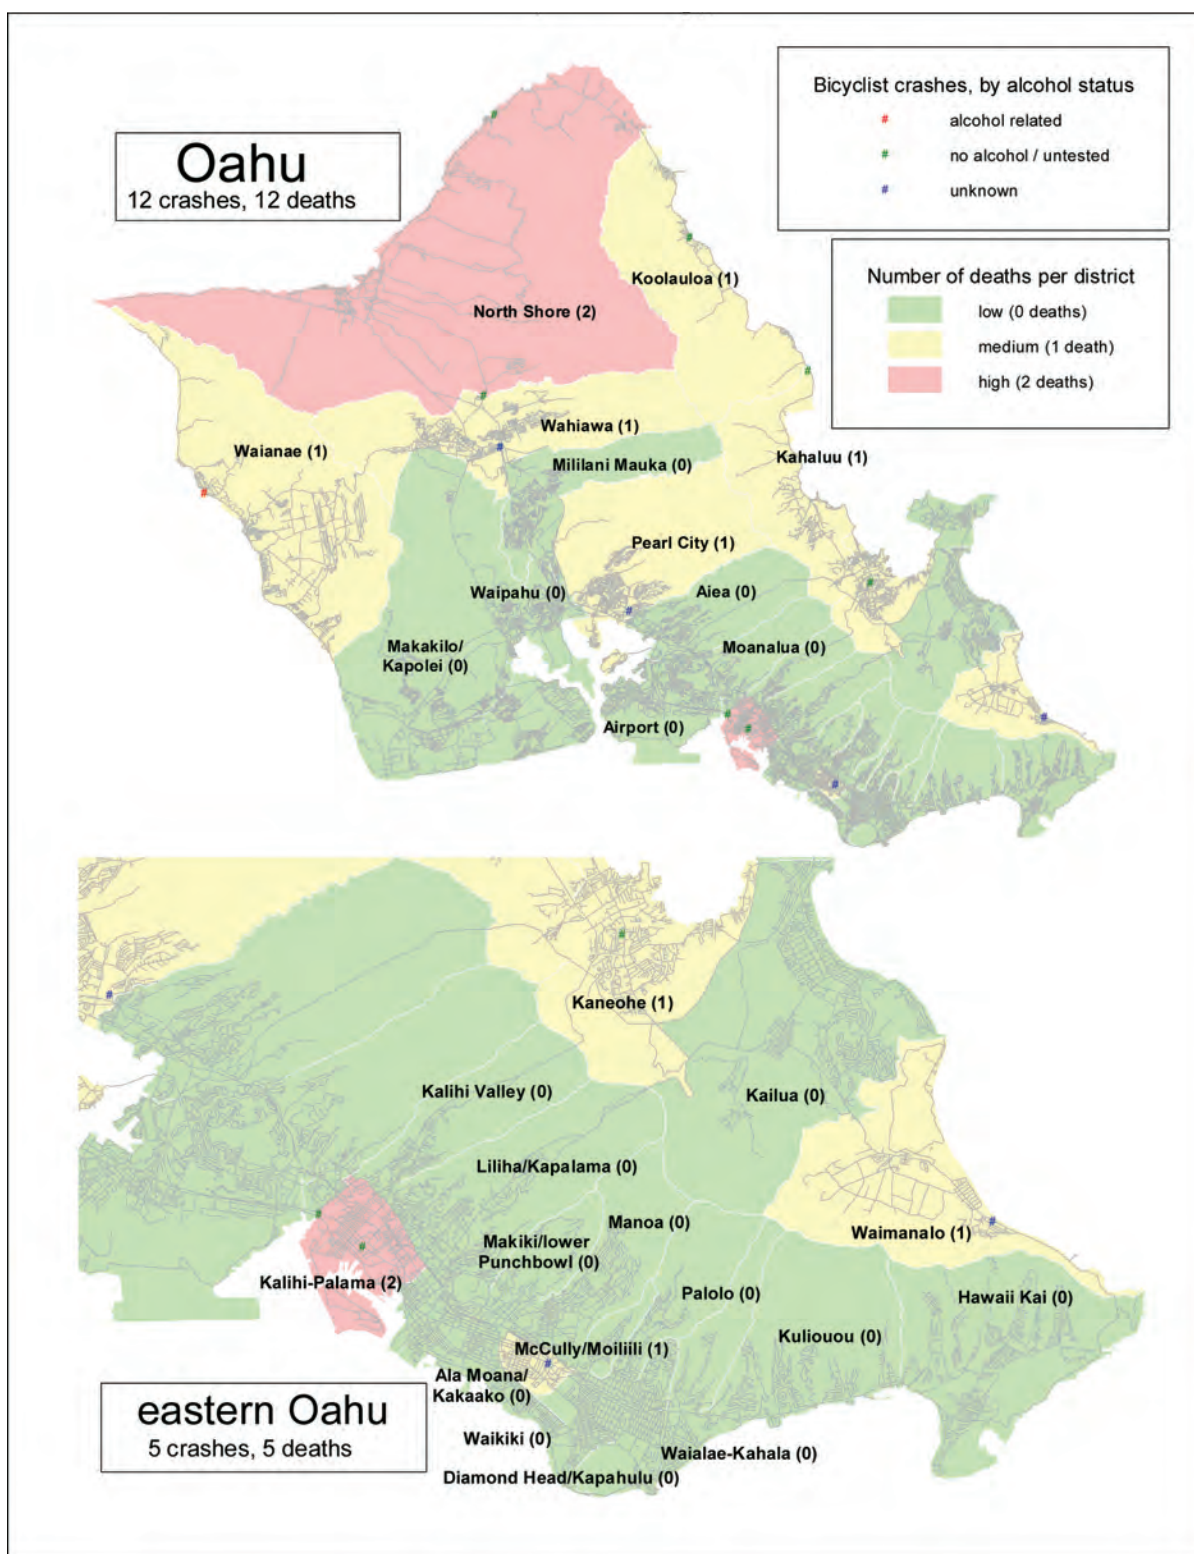 Oahu
12 crashes, 12 deaths
Bicyclist crashes, by alcohol status
# alcohol related
# no alcohol / untested
# unknown
Number of deaths per district
low (0 deaths)
medium (1 death)
high (2 deaths)
Koolauloa (1)
North Shore (2)
Wahiawa (1)
Waianae (1)
Kahaluu (1)
Mililani Mauka (0)
Pearl City (1)
Waipahu (0)
Aiea (0)
Makakilo/
Kapolei (0)
Moanalua (0)
Airport (0)
Kaneohe (1)
Kalihi Valley (0)
Kailua (0)
Liliha/Kapalama (0)
Manoa (0)
Waimanalo (1)
Makiki/lower
Punchbowl (0)
Kalihi-Palama (2)
Palolo (0)
Hawaii Kai (0)
Kuliouou (0)
McCully/Moiliili (1)
Ala Moana/
Kakaako (0)
Waikiki (0)
Waialae-Kahala (0)
Diamond Head/Kapahulu (0)
eastern Oahu
5 crashes, 5 deaths